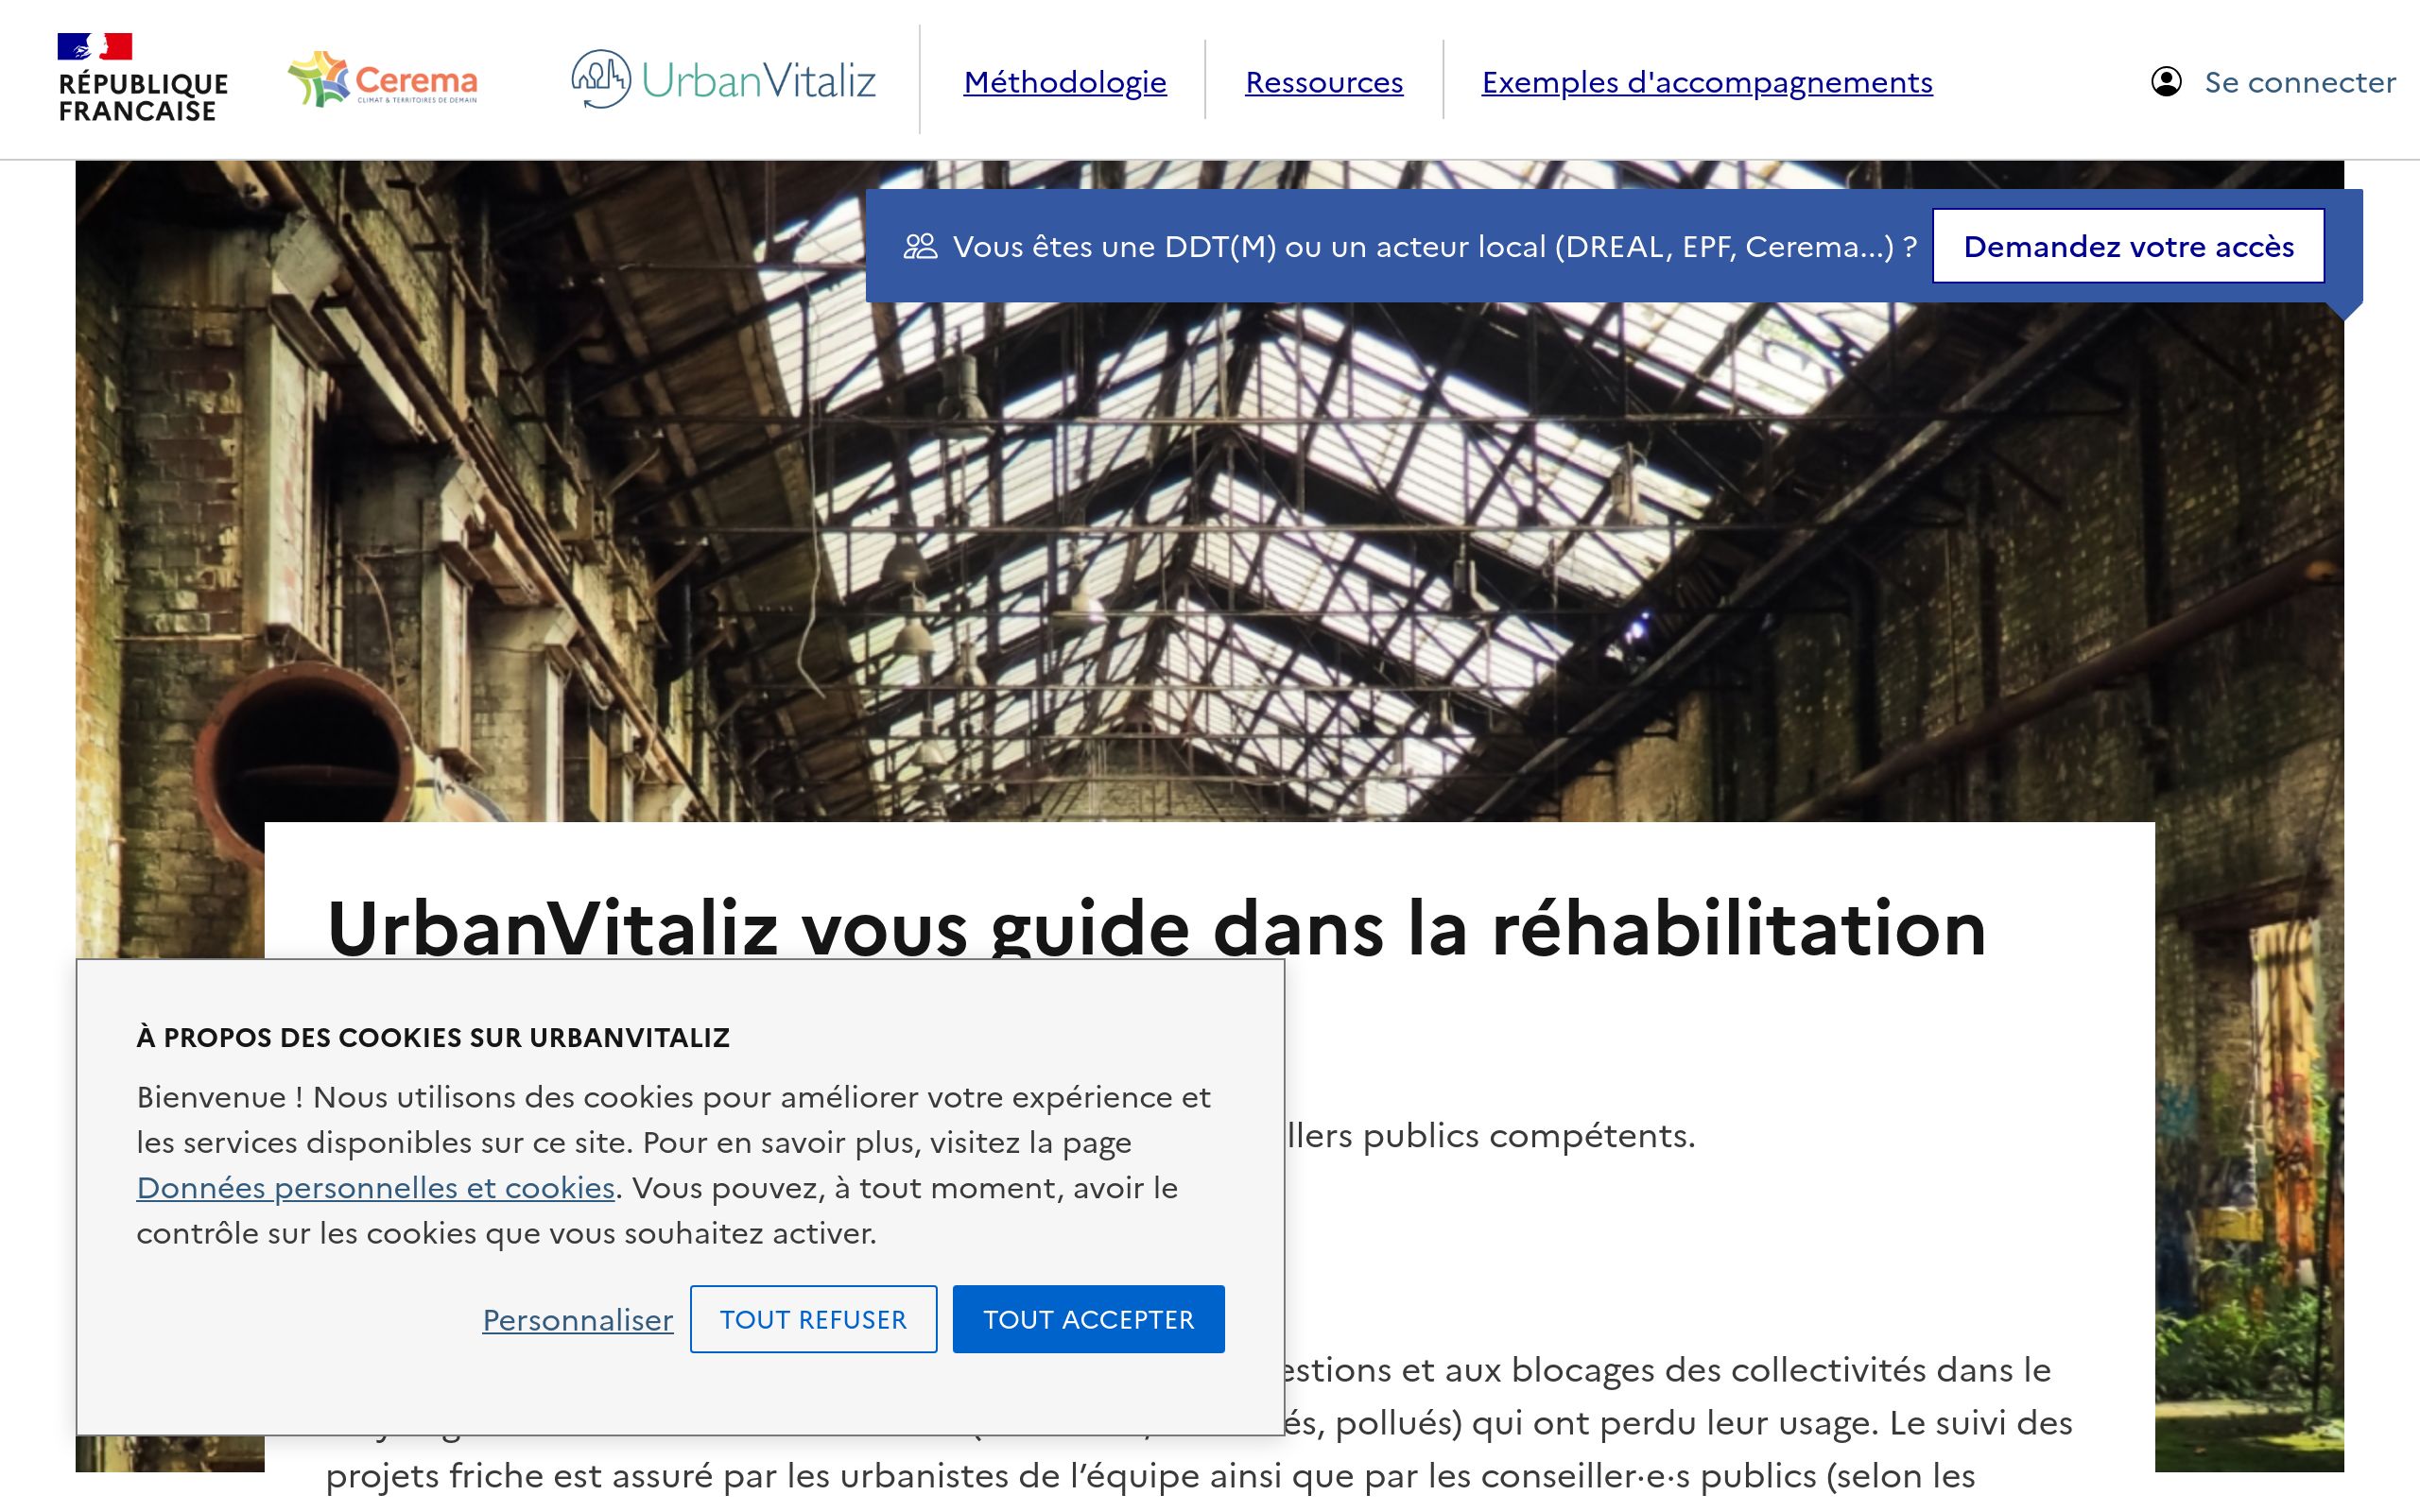 RÉPUBLIQUE
FRANCAISE
Cerema
CLIMAT & TERRITOIRES DE DEMAIN
UrbanVitaliz
Méthodologie
Ressources
Exemples d'accompagnements
Se connecter
Vous êtes une DDT(M) ou un acteur local (DREAL, EPF, Cerema...) ?
Demandez votre accès
UrbanVitaliz vous guide dans la réhabilitation
À PROPOS DES COOKIES SUR URBANVITALIZ
Bienvenue ! Nous utilisons des cookies pour améliorer votre expérience et
les services disponibles sur ce site. Pour en savoir plus, visitez la page
Données personnelles et cookies. Vous pouvez, à tout moment, avoir le
contrôle sur les cookies que vous souhaitez activer.
Personnaliser
TOUT REFUSER
TOUT ACCEPTER
llers publics compétents.
estions et aux blocages des collectivités dans le
és, pollués) qui ont perdu leur usage. Le suivi des
projets friche est assuré par les urbanistes de l’équipe ainsi que par les conseiller·e·s publics (selon les